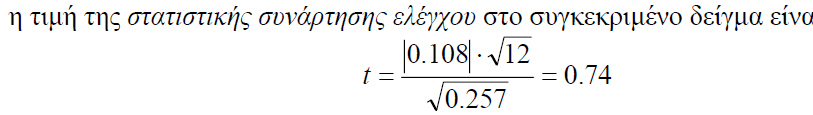 η τιμή της στατιστικής συνάρτησης ελέγχου στο συγκεκριμένο δείγμα είνα
t = |0.108| · √12 / √0.257 = 0.74